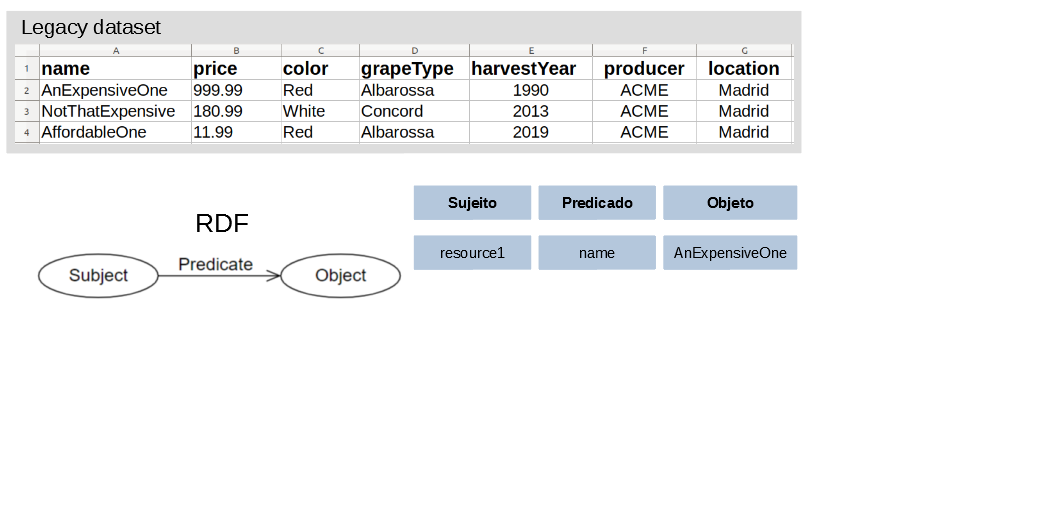 Legacy dataset
A B C D E F G
1 name price color grapeType harvestYear producer location
2 AnExpensiveOne 999.99 Red Albarossa 1990 ACME Madrid
3 NotThatExpensive 180.99 White Concord 2013 ACME Madrid
4 AffordableOne 11.99 Red Albarossa 2019 ACME Madrid
RDF
Subject Predicate Object
Sujeito Predicado Objeto
resource1 name AnExpensiveOne